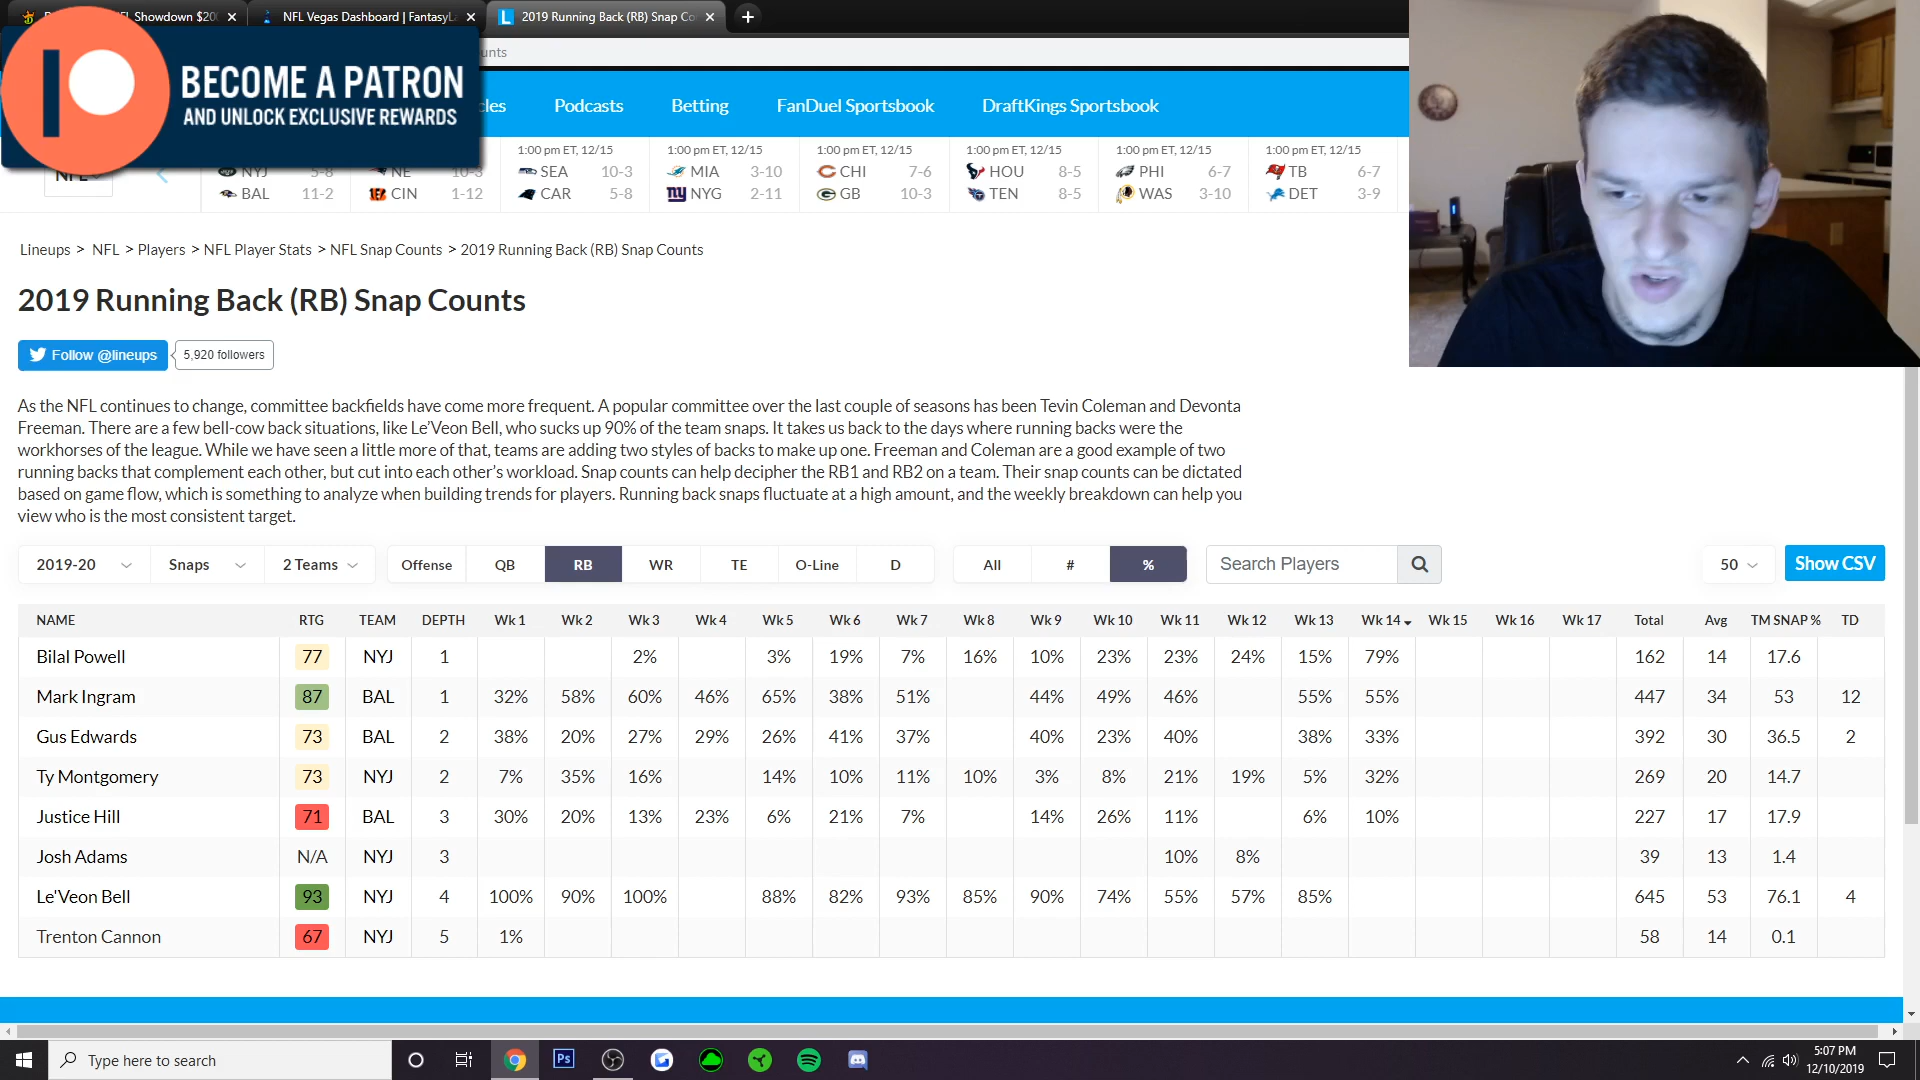 NFL Showdown $20
NFL Vegas Dashboard | FantasyLa
2019 Running Back (RB) Snap Co
BECOME A PATRON
AND UNLOCK EXCLUSIVE REWARDS
unts
cles Podcasts Betting FanDuel Sportsbook DraftKings Sportsbook
1:00 pm ET, 12/15 1:00 pm ET, 12/15 1:00 pm ET, 12/15 1:00 pm ET, 12/15 1:00 pm ET, 12/15 1:00 pm ET, 12/15
NFL NYJ 5-8 NE 10-3 SEA 10-3 MIA 3-10 CHI 7-6 HOU 8-5 PHI 6-7 TB 6-7
BAL 11-2 CIN 1-12 CAR 5-8 NYG 2-11 GB 10-3 TEN 8-5 WAS 3-10 DET 3-9
Lineups > NFL > Players > NFL Player Stats > NFL Snap Counts > 2019 Running Back (RB) Snap Counts
2019 Running Back (RB) Snap Counts
Follow @lineups 5,920 followers
As the NFL continues to change, committee backfields have come more frequent. A popular committee over the last couple of seasons has been Tevin Coleman and Devonta
Freeman. There are a few bell-cow back situations, like Le'Veon Bell, who sucks up 90% of the team snaps. It takes us back to the days where running backs were the
workhorses of the league. While we have seen a little more of that, teams are adding two styles of backs to make up one. Freeman and Coleman are a good example of two
running backs that complement each other, but cut into each other's workload. Snap counts can help decipher the RB1 and RB2 on a team. Their snap counts can be dictated
based on game flow, which is something to analyze when building trends for players. Running back snaps fluctuate at a high amount, and the weekly breakdown can help you
view who is the most consistent target.
2019-20 Snaps 2 Teams Offense QB RB WR TE O-Line D All # % Search Players 50 Show CSV
NAME RTG TEAM DEPTH Wk 1 Wk 2 Wk 3 Wk 4 Wk 5 Wk 6 Wk 7 Wk 8 Wk 9 Wk 10 Wk 11 Wk 12 Wk 13 Wk 14 Wk 15 Wk 16 Wk 17 Total Avg TM SNAP % TD
Bilal Powell 77 NYJ 1 2% 3% 19% 7% 16% 10% 23% 23% 24% 15% 79% 162 14 17.6
Mark Ingram 87 BAL 1 32% 58% 60% 46% 65% 38% 51% 44% 49% 46% 55% 55% 447 34 53 12
Gus Edwards 73 BAL 2 38% 20% 27% 29% 26% 41% 37% 40% 23% 40% 38% 33% 392 30 36.5 2
Ty Montgomery 73 NYJ 2 7% 35% 16% 14% 10% 11% 10% 3% 8% 21% 19% 5% 32% 269 20 14.7
Justice Hill 71 BAL 3 30% 20% 13% 23% 6% 21% 7% 14% 26% 11% 6% 10% 227 17 17.9
Josh Adams N/A NYJ 3 10% 8% 39 13 1.4
Le'Veon Bell 93 NYJ 4 100% 90% 100% 88% 82% 93% 85% 90% 74% 55% 57% 85% 645 53 76.1 4
Trenton Cannon 67 NYJ 5 1% 58 14 0.1
Type here to search
Ps
5:07 PM
12/10/2019